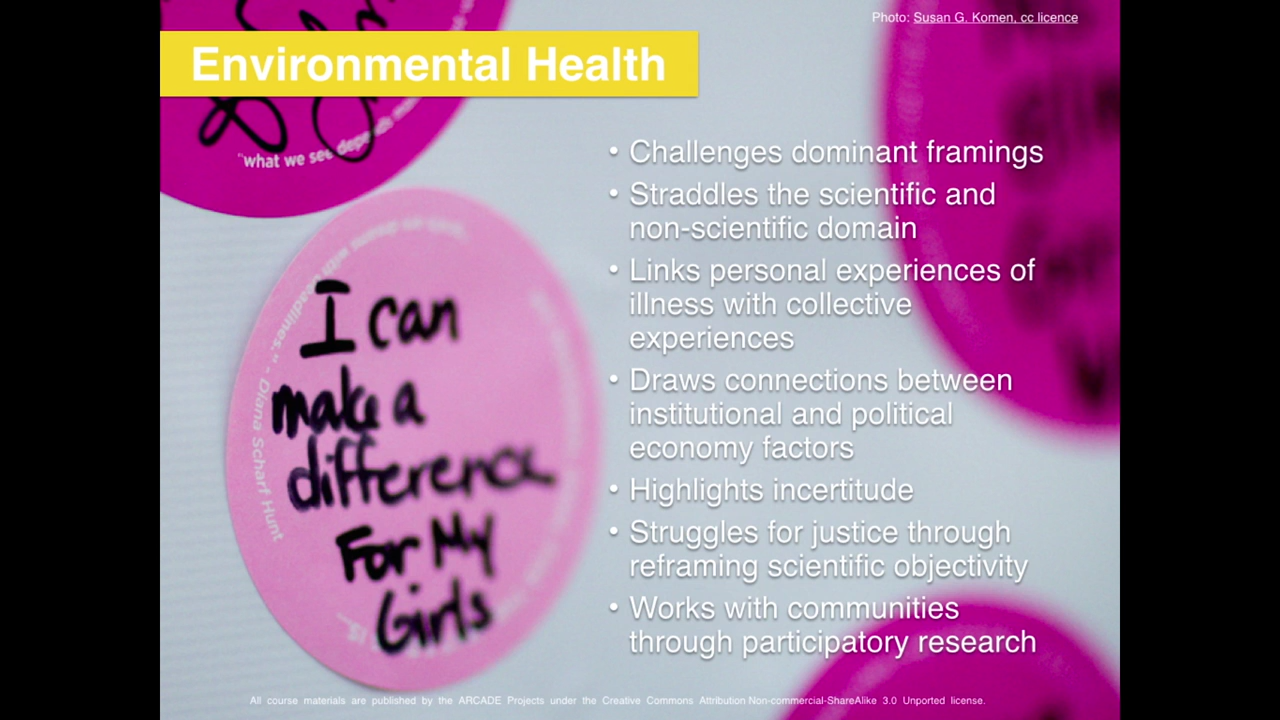 Photo: Susan G. Komen, cc licence
Environmental Health
"what we see depends
• Challenges dominant framings
• Straddles the scientific and
non-scientific domain
• Links personal experiences of
illness with collective
experiences
• Draws connections between
institutional and political
economy factors
• Highlights incertitude
• Struggles for justice through
reframing scientific objectivity
• Works with communities
through participatory research
I can
make a
difference
For My
Girls
with deadlines." - Diana Scharf Hunt
All course materials are published by the ARCADE Projects under the Creative Commons Attribution Non-commercial-ShareAlike 3.0 Unported license.